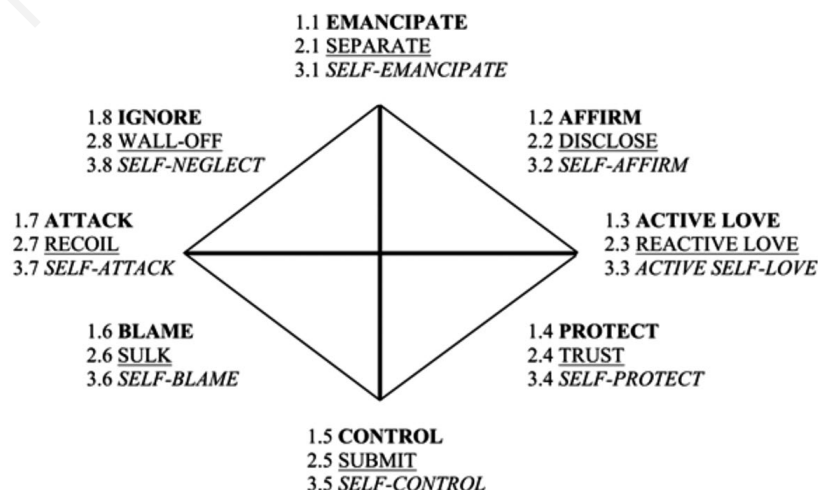 1.1 EMANCIPATE
2.1 SEPARATE
3.1 SELF-EMANCIPATE
1.8 IGNORE
2.8 WALL-OFF
3.8 SELF-NEGLECT
1.2 AFFIRM
2.2 DISCLOSE
3.2 SELF-AFFIRM
1.7 ATTACK
2.7 RECOIL
3.7 SELF-ATTACK
1.3 ACTIVE LOVE
2.3 REACTIVE LOVE
3.3 ACTIVE SELF-LOVE
1.6 BLAME
2.6 SULK
3.6 SELF-BLAME
1.4 PROTECT
2.4 TRUST
3.4 SELF-PROTECT
1.5 CONTROL
2.5 SUBMIT
3.5 SELF-CONTROL